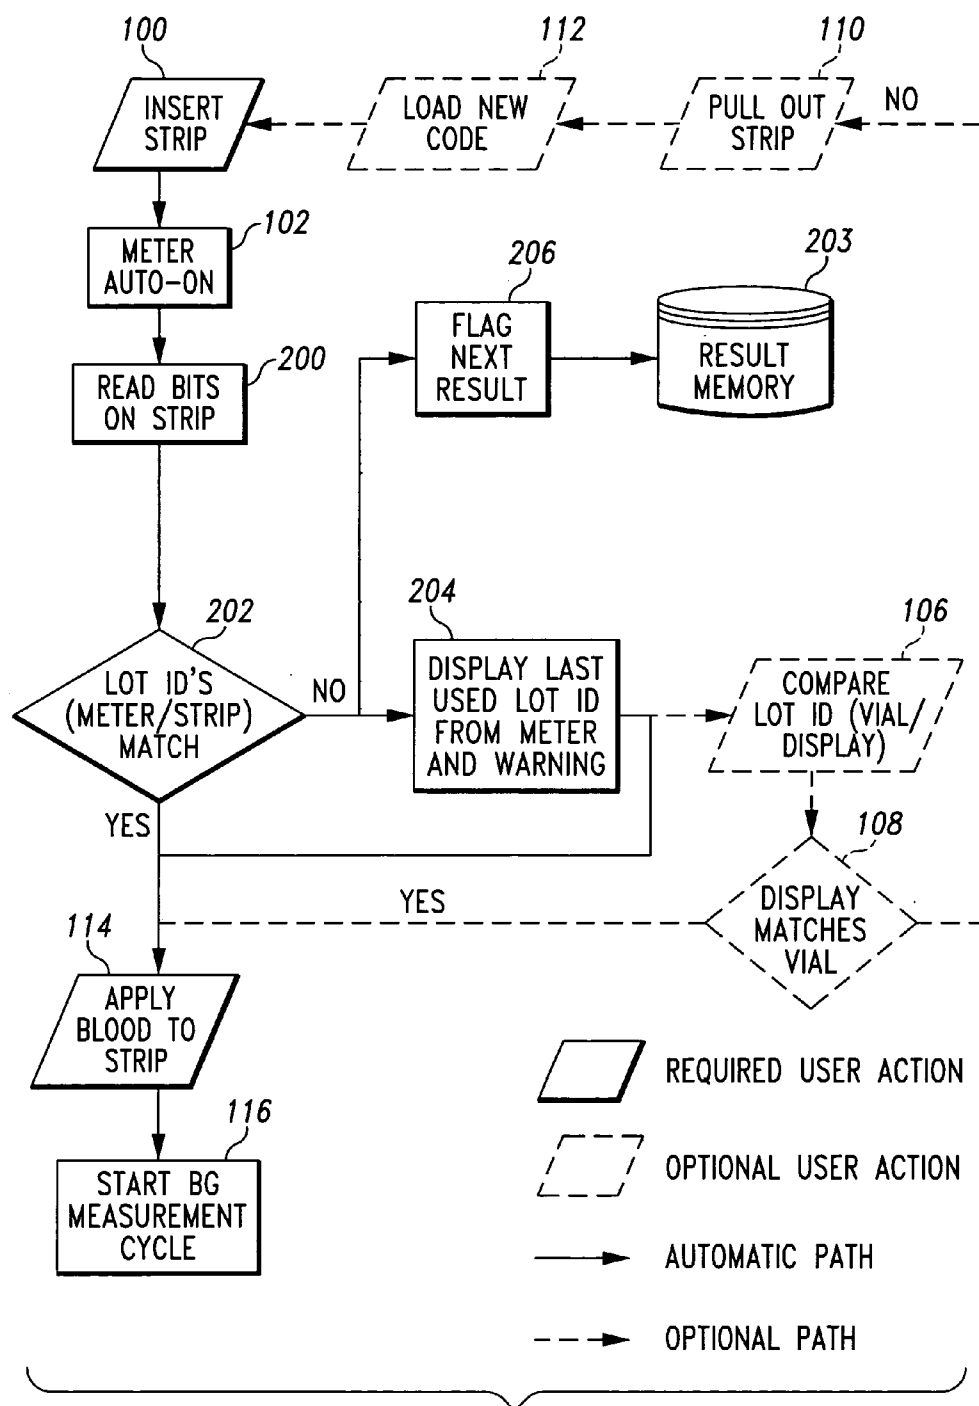 100
INSERT
STRIP
112
LOAD NEW
CODE
110
PULL OUT
STRIP
NO
102
METER
AUTO-ON
206
FLAG
NEXT
RESULT
203
RESULT
MEMORY
200
READ BITS
ON STRIP
202
LOT ID'S
(METER/STRIP)
MATCH
NO
YES
204
DISPLAY LAST
USED LOT ID
FROM METER
AND WARNING
106
COMPARE
LOT ID (VIAL/
DISPLAY)
108
DISPLAY
MATCHES
VIAL
YES
114
APPLY
BLOOD TO
STRIP
116
START BG
MEASUREMENT
CYCLE
REQUIRED USER ACTION
OPTIONAL USER ACTION
AUTOMATIC PATH
OPTIONAL PATH